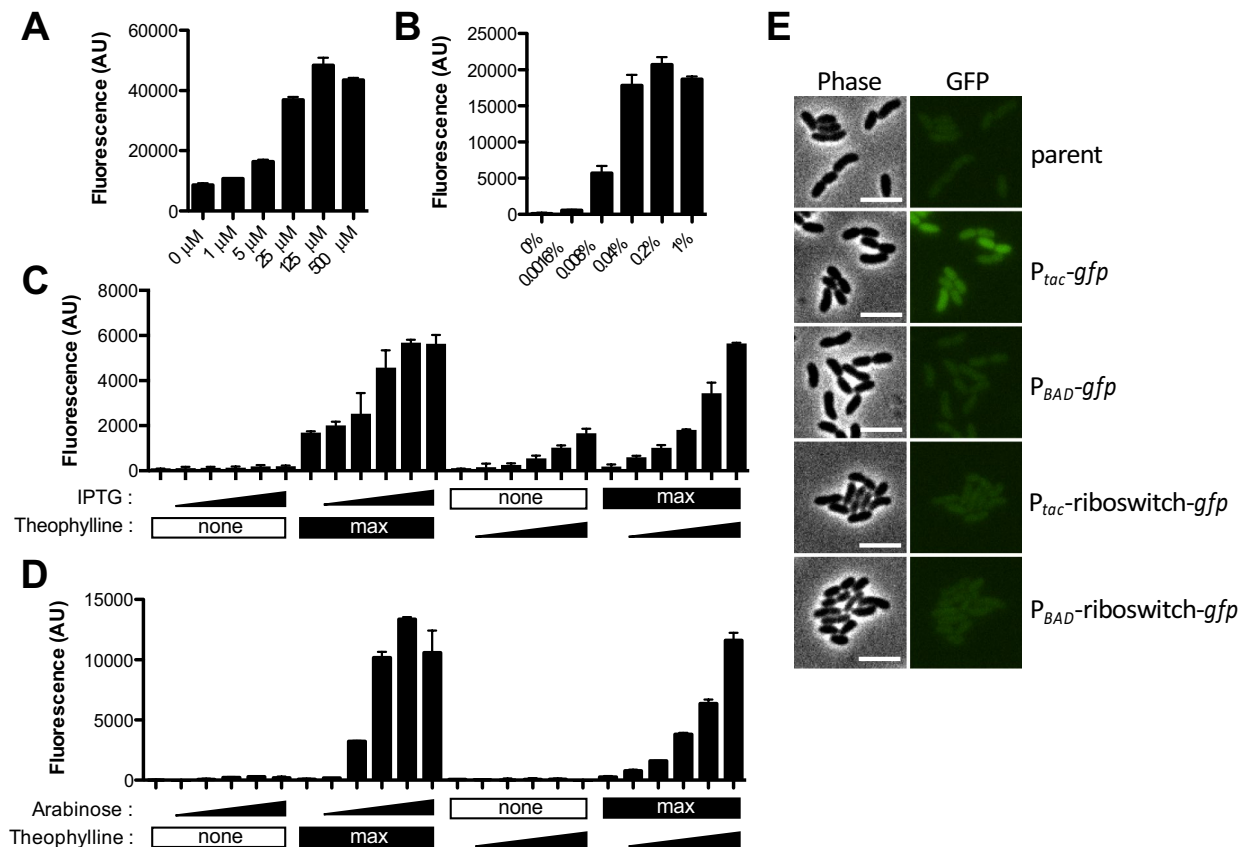 A
Fluorescence (AU)
60000
40000
20000
0
0 µM
1 µM
5 µM
25 µM
125 µM
500 µM
B
Fluorescence (AU)
25000
20000
15000
10000
5000
0
0%
0.0016%
0.008%
0.04%
0.2%
1%
C
Fluorescence (AU)
8000
6000
4000
2000
0
IPTG
none
max
Theophylline :
none
max
D
Fluorescence (AU)
15000
10000
5000
0
Arabinose :
none
max
Theophylline :
none
max
E
Phase GFP
parent
Ptac-gfp
PBAD-gfp
Ptac-riboswitch-gfp
PBAD-riboswitch-gfp